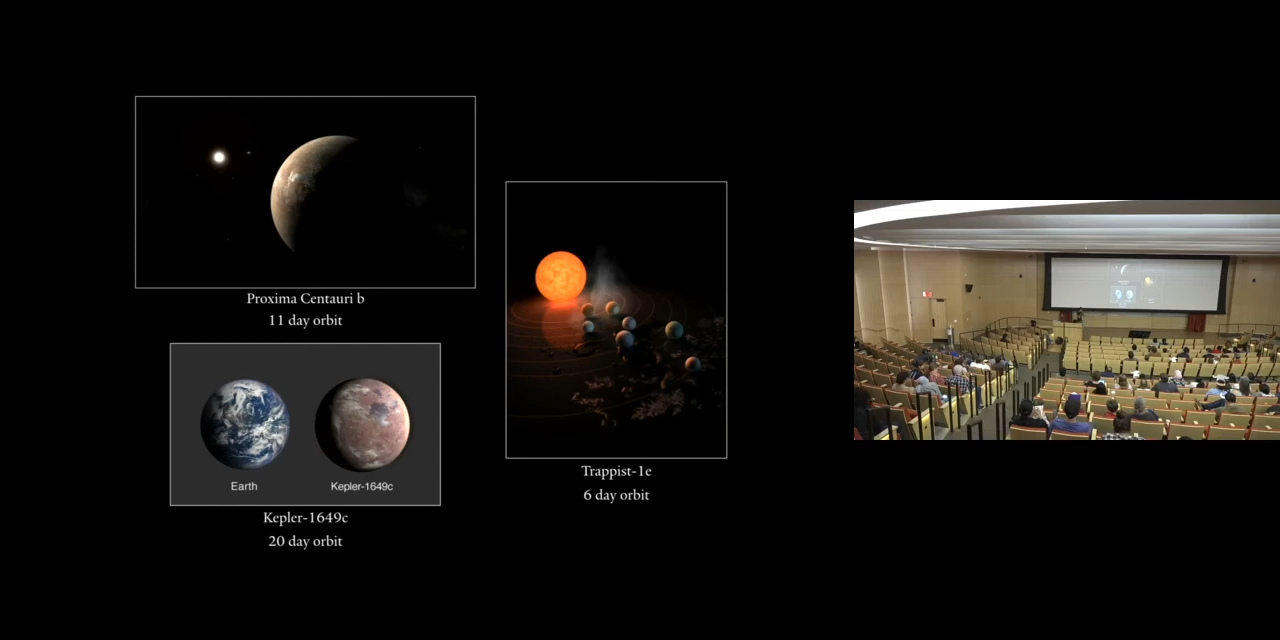 Proxima Centauri b
11 day orbit
Earth
Kepler-1649c
Kepler-1649c
20 day orbit
Trappist-1e
6 day orbit